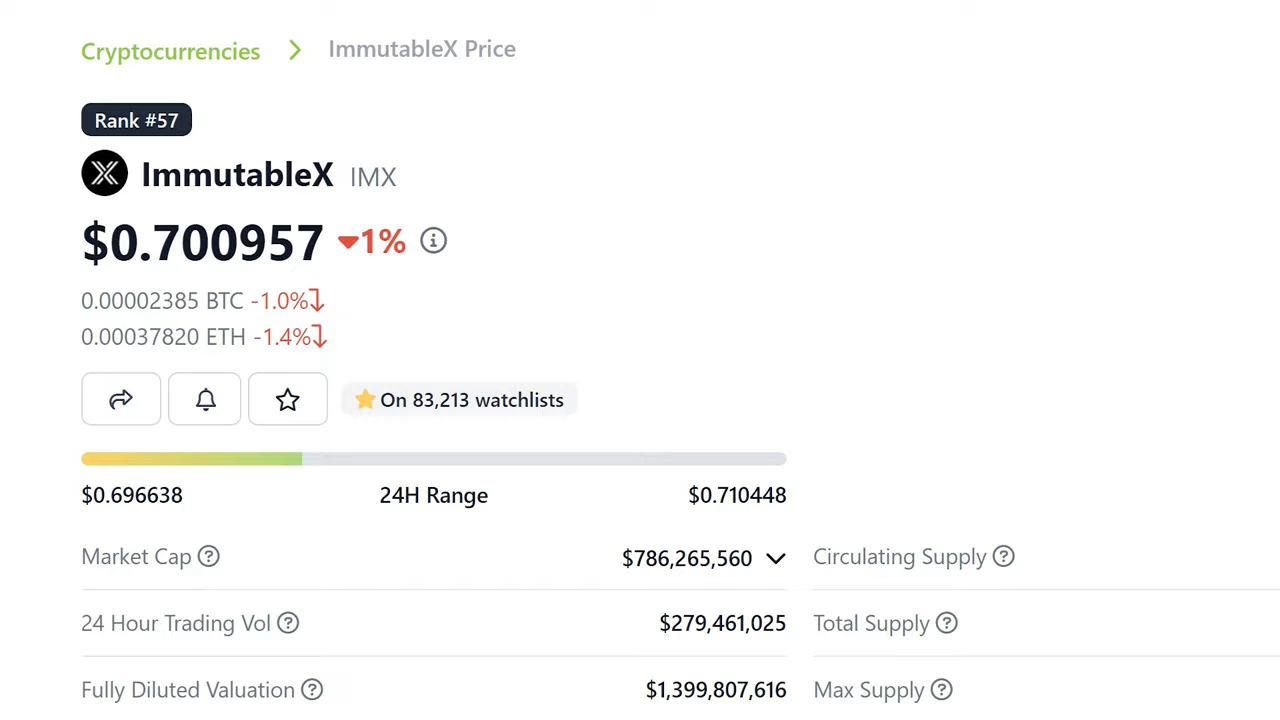 Cryptocurrencies > ImmutableX Price
Rank #57
ImmutableX IMX
$0.700957 1%
0.00002385 BTC -1.0%
0.00037820 ETH -1.4%
On 83,213 watchlists
$0.696638 24H Range $0.710448
Market Cap $786,265,560 Circulating Supply
24 Hour Trading Vol $279,461,025 Total Supply
Fully Diluted Valuation $1,399,807,616 Max Supply